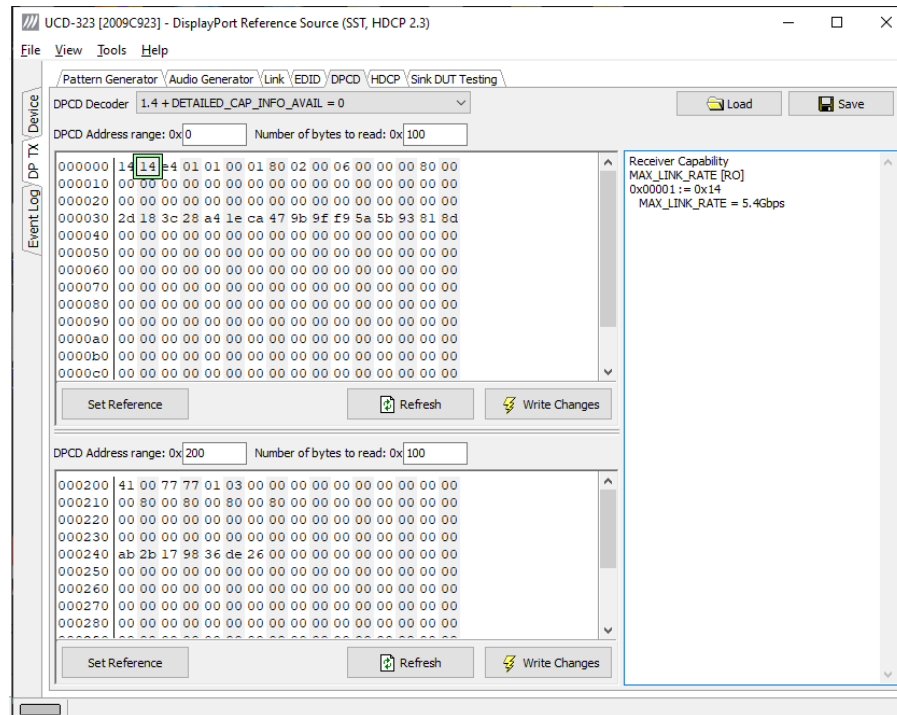 UCD-323 [2009C923] - DisplayPort Reference Source (SST, HDCP 2.3)
File View Tools Help
Pattern Generator Audio Generator Link EDID DPCD HDCP Sink DUT Testing
Device
DP TX
Event Log
DPCD Decoder 1.4 + DETAILED_CAP_INFO_AVAIL = 0
Load Save
DPCD Address range: 0x 0 Number of bytes to read: 0x 100
000000 14 14 e4 01 01 00 01 80 02 00 06 00 00 00 80 00
000010 00 00 00 00 00 00 00 00 00 00 00 00 00 00 00 00
000020 00 00 00 00 00 00 00 00 00 00 00 00 00 00 00 00
000030 2d 18 3c 28 a4 1e ca 47 9b 9f f9 5a 5b 93 81 8d
000040 00 00 00 00 00 00 00 00 00 00 00 00 00 00 00 00
000050 00 00 00 00 00 00 00 00 00 00 00 00 00 00 00 00
000060 00 00 00 00 00 00 00 00 00 00 00 00 00 00 00 00
000070 00 00 00 00 00 00 00 00 00 00 00 00 00 00 00 00
000080 00 00 00 00 00 00 00 00 00 00 00 00 00 00 00 00
000090 00 00 00 00 00 00 00 00 00 00 00 00 00 00 00 00
0000a0 00 00 00 00 00 00 00 00 00 00 00 00 00 00 00 00
0000b0 00 00 00 00 00 00 00 00 00 00 00 00 00 00 00 00
0000c0 00 00 00 00 00 00 00 00 00 00 00 00 00 00 00 00
Set Reference Refresh Write Changes
Receiver Capability
MAX_LINK_RATE [RO]
0x00001 := 0x14
MAX_LINK_RATE = 5.4Gbps
DPCD Address range: 0x 200 Number of bytes to read: 0x 100
000200 41 00 77 77 01 03 00 00 00 00 00 00 00 00 00 00
000210 00 80 00 80 00 80 00 80 00 00 00 00 00 00 00 00
000220 00 00 00 00 00 00 00 00 00 00 00 00 00 00 00 00
000230 00 00 00 00 00 00 00 00 00 00 00 00 00 00 00 00
000240 ab 2b 17 98 36 de 26 00 00 00 00 00 00 00 00 00
000250 00 00 00 00 00 00 00 00 00 00 00 00 00 00 00 00
000260 00 00 00 00 00 00 00 00 00 00 00 00 00 00 00 00
000270 00 00 00 00 00 00 00 00 00 00 00 00 00 00 00 00
000280 00 00 00 00 00 00 00 00 00 00 00 00 00 00 00 00
Set Reference Refresh Write Changes